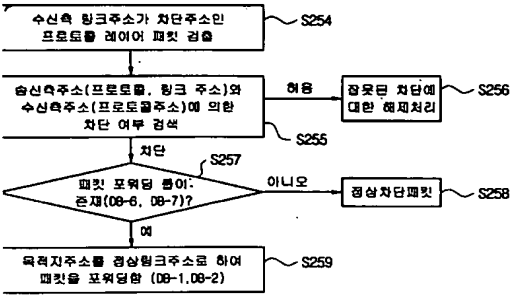 수신측 링크주소가 차단주소인
프로토콜 레이어 패킷 검출
S254
송신측주소(프로토콜, 링크 주소)와
수신측주소(프로토콜주소)에 의한
차단 여부 검색
S255
허용
잘못된 차단에
대한 해제처리
S256
차단
S257
패킷 포워딩 룰이
존재(DB-6, DB-7)?
아니오
정상차단패킷
S258
예
목적지주소를 정상링크주소로 하여
패킷을 포워딩함 (DB-1,DB-2)
S259